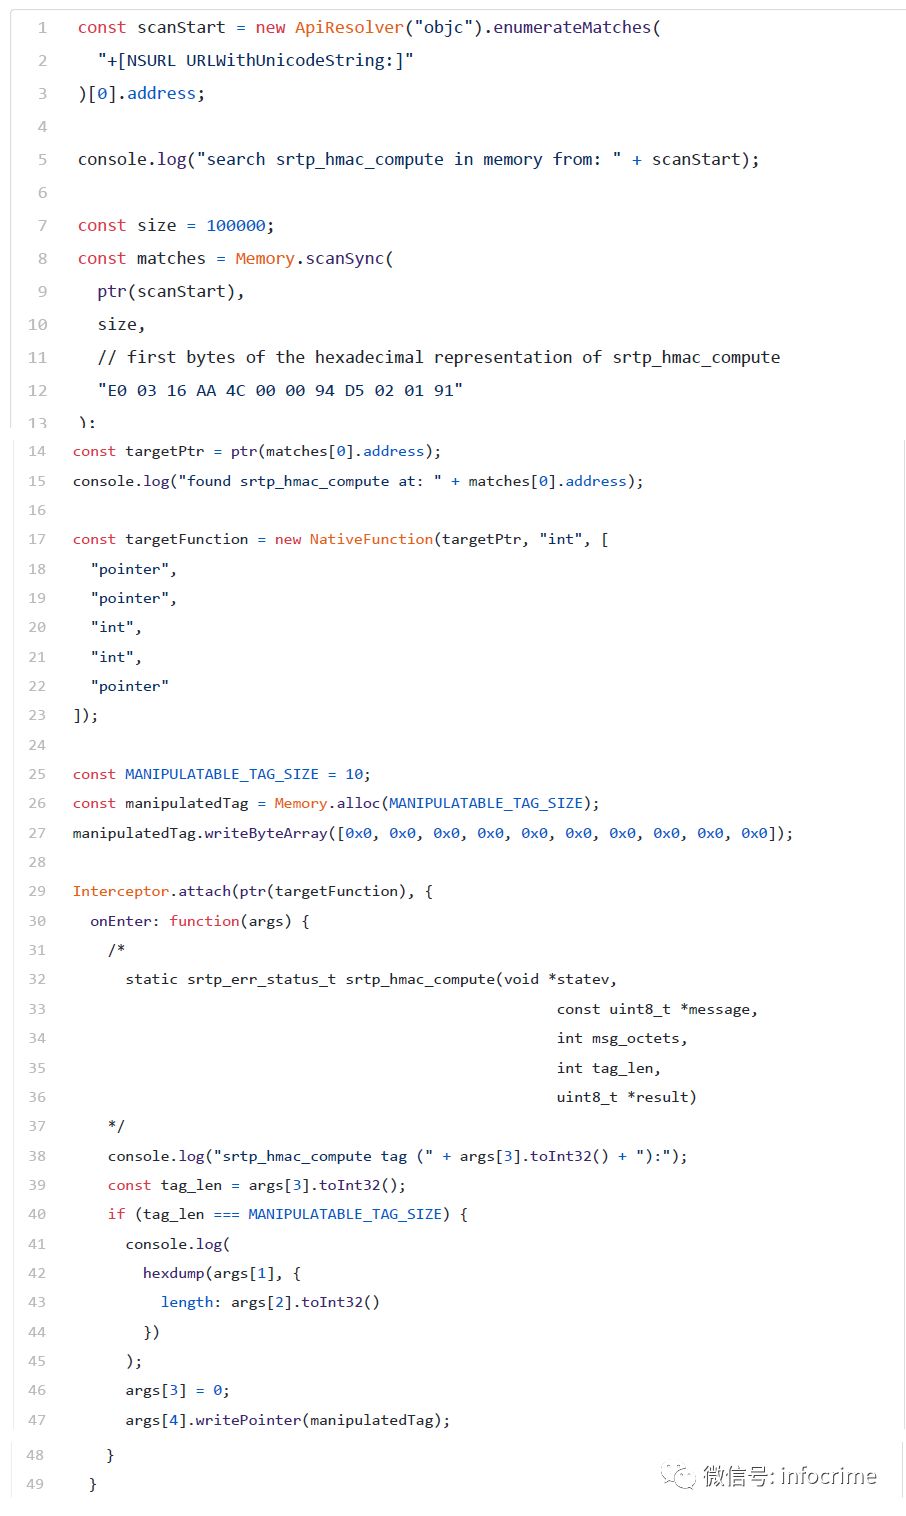 1 const scanStart = new ApiResolver("objc").enumerateMatches(
2 "+[NSURL URLWithUnicodeString:]"
3 )[0].address;
4
5 console.log("search srtp_hmac_compute in memory from: " + scanStart);
6
7 const size = 100000;
8 const matches = Memory.scanSync(
9 ptr(scanStart),
10 size,
11 // first bytes of the hexadecimal representation of srtp_hmac_compute
12 "E0 03 16 AA 4C 00 00 94 D5 02 01 91"
13 );
14 const targetPtr = ptr(matches[0].address);
15 console.log("found srtp_hmac_compute at: " + matches[0].address);
16
17 const targetFunction = new NativeFunction(targetPtr, "int", [
18 "pointer",
19 "pointer",
20 "int",
21 "int",
22 "pointer"
23 ]);
24
25 const MANIPULATABLE_TAG_SIZE = 10;
26 const manipulatedTag = Memory.alloc(MANIPULATABLE_TAG_SIZE);
27 manipulatedTag.writeByteArray([0x0, 0x0, 0x0, 0x0, 0x0, 0x0, 0x0, 0x0, 0x0, 0x0]);
28
29 Interceptor.attach(ptr(targetFunction), {
30 onEnter: function(args) {
31 /*
32 static srtp_err_status_t srtp_hmac_compute(void *statev,
33 const uint8_t *message,
34 int msg_octets,
35 int tag_len,
36 uint8_t *result)
37 */
38 console.log("srtp_hmac_compute tag (" + args[3].toInt32() + "):");
39 const tag_len = args[3].toInt32();
40 if (tag_len === MANIPULATABLE_TAG_SIZE) {
41 console.log(
42 hexdump(args[1], {
43 length: args[2].toInt32()
44 })
45 );
46 args[3] = 0;
47 args[4].writePointer(manipulatedTag);
48 }
49 }
微信号: infocrime